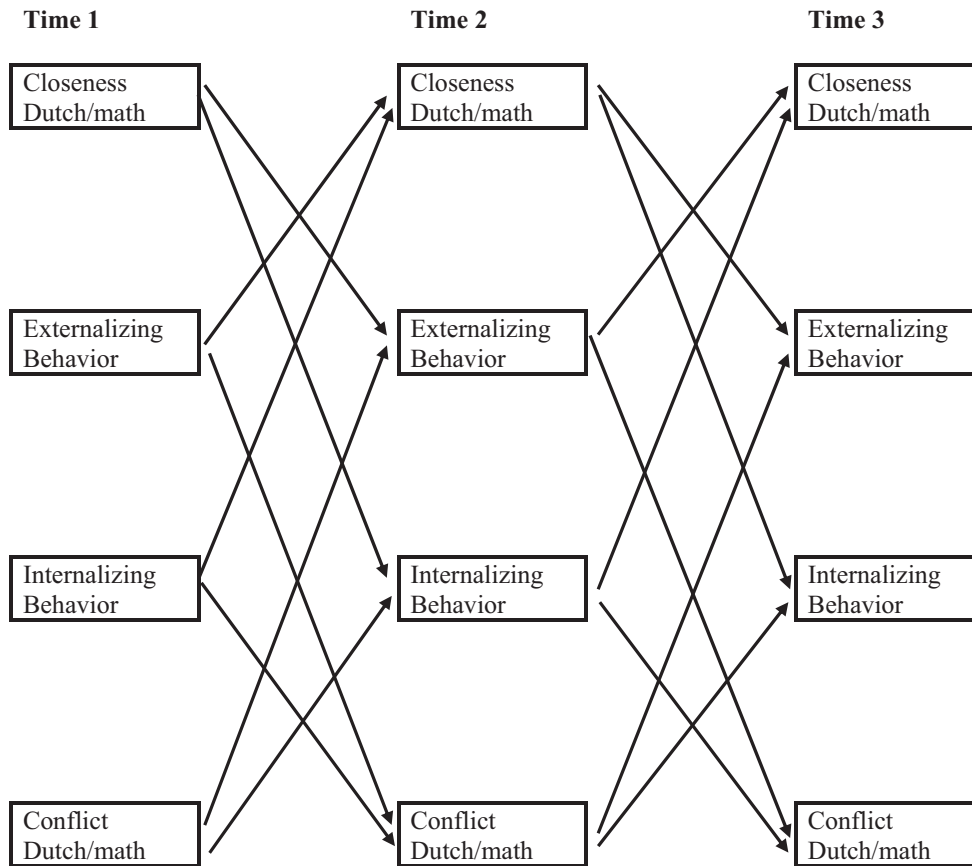 Time 1
Time 2
Time 3
Closeness
Dutch/math
Closeness
Dutch/math
Closeness
Dutch/math
Externalizing
Behavior
Externalizing
Behavior
Externalizing
Behavior
Internalizing
Behavior
Internalizing
Behavior
Internalizing
Behavior
Conflict
Dutch/math
Conflict
Dutch/math
Conflict
Dutch/math